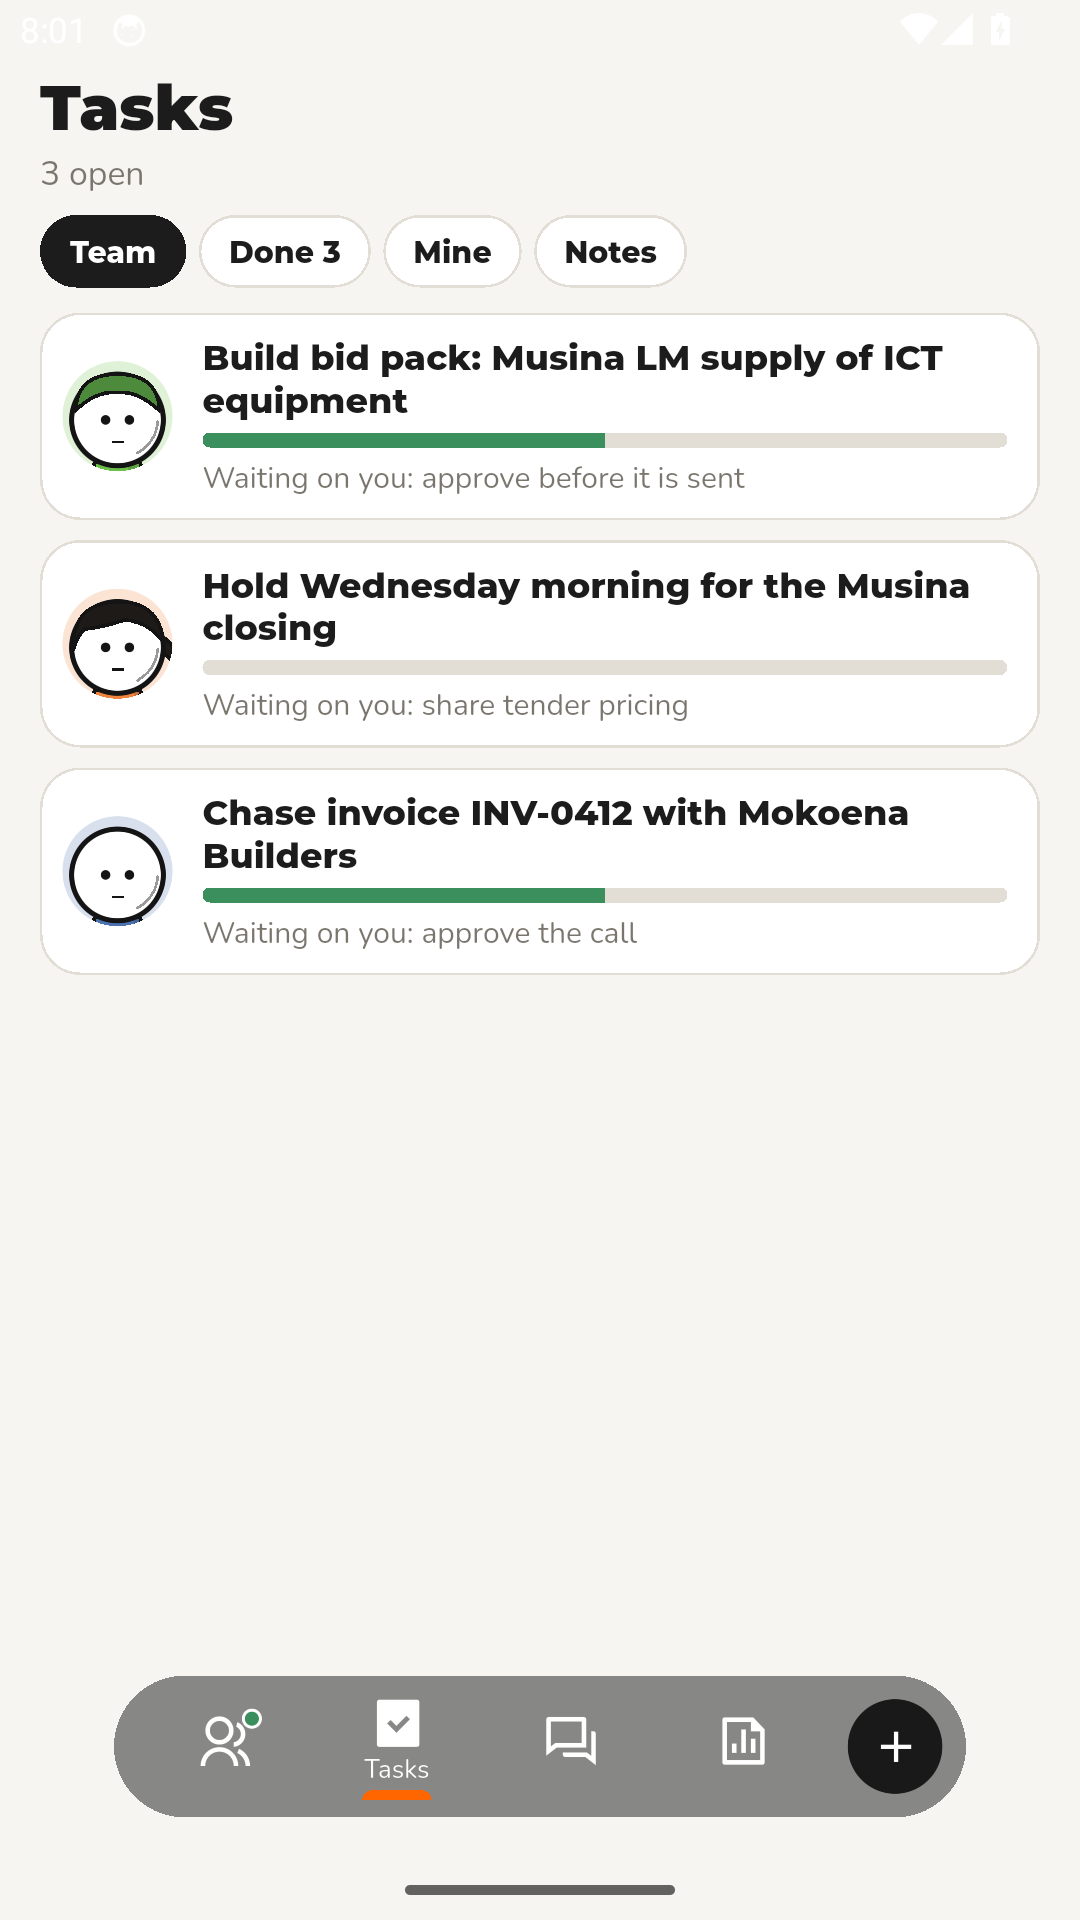 8:01
Tasks
3 open
Team
Done 3
Mine
Notes
Build bid pack: Musina LM supply of ICT
equipment
Waiting on you: approve before it is sent
Hold Wednesday morning for the Musina
closing
Waiting on you: share tender pricing
Chase invoice INV-0412 with Mokoena
Builders
Waiting on you: approve the call
Tasks